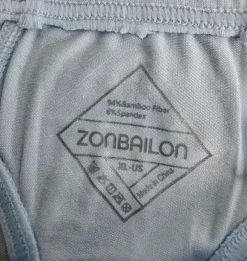 94%Bamboo Fiber
6%Spandex
ZONBAILON
XL-US
Made in China